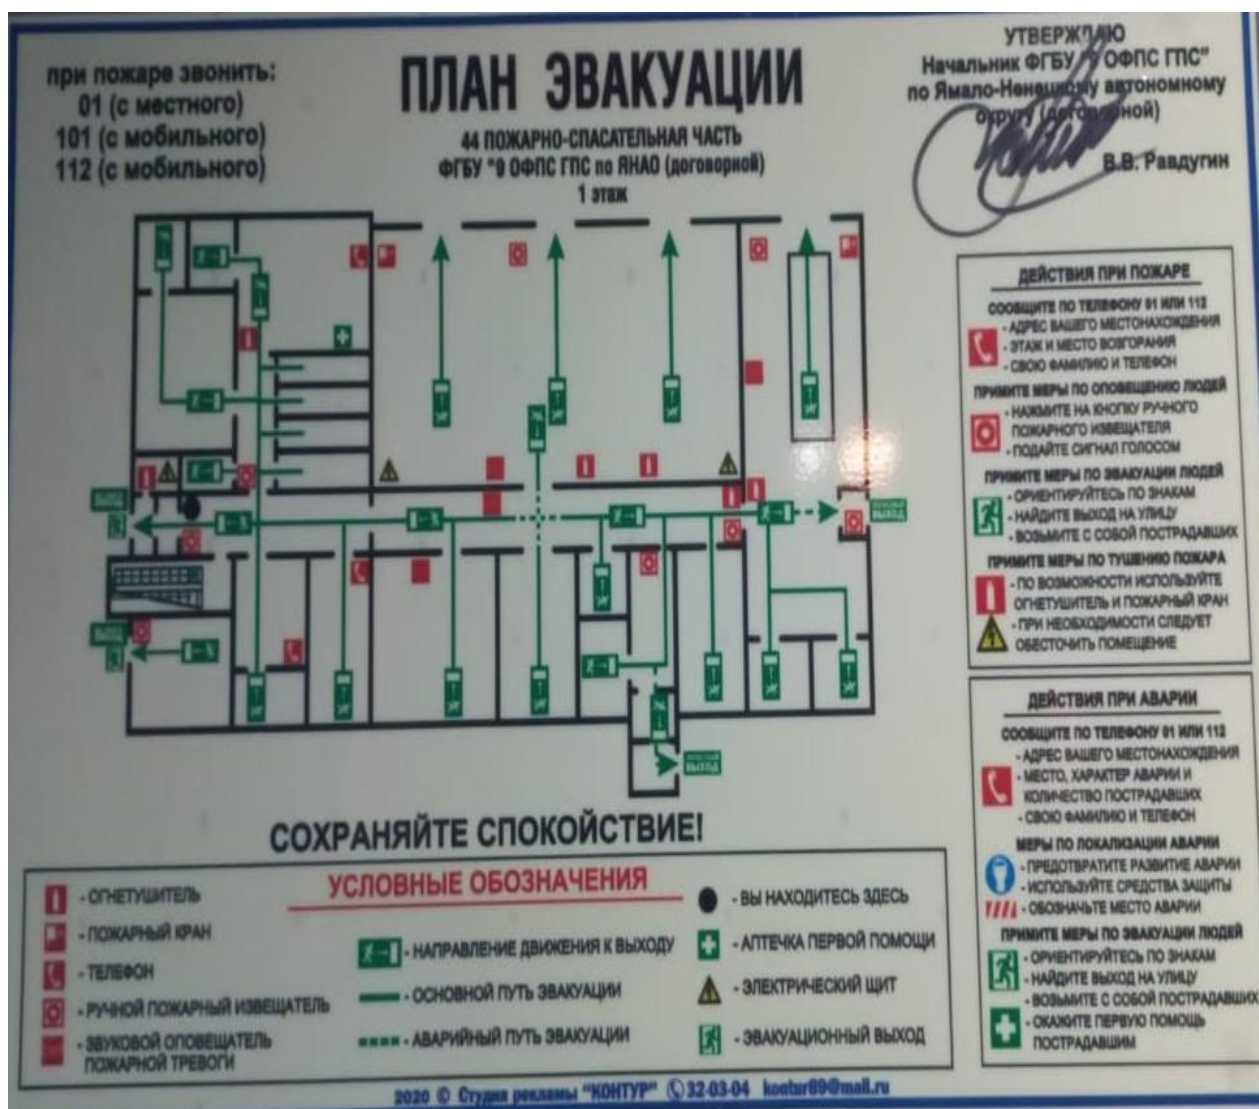 при пожаре звонить:
01 (с местного)
101 (с мобильного)
112 (с мобильного)
ПЛАН ЭВАКУАЦИИ
44 ПОЖАРНО-СПАСАТЕЛЬНАЯ ЧАСТЬ
ФГБУ "9 ОФПС ГПС по ЯНАО (договорной)
1 этаж
УТВЕРЖДАЮ
Начальник ФГБУ ОФПС ГПС"
по Ямало-Ненецкому автономному
округу (договорной)
В.В. Равдугин
ДЕЙСТВИЯ ПРИ ПОЖАРЕ
СООБЩИТЕ ПО ТЕЛЕФОНУ 01 ИЛИ 112
- АДРЕС ВАШЕГО МЕСТОНАХОЖДЕНИЯ
- ЭТАЖ И МЕСТО ВОЗГОРАНИЯ
- СВОЮ ФАМИЛИЮ И ТЕЛЕФОН
ПРИМИТЕ МЕРЫ ПО ОПОВЕЩЕНИЮ ЛЮДЕЙ
- НАЖМИТЕ НА КНОПКУ РУЧНОГО
ПОЖАРНОГО ИЗВЕЩАТЕЛЯ
- ПОДАЙТЕ СИГНАЛ ГОЛОСОМ
ПРИМИТЕ МЕРЫ ПО ЭВАКУАЦИИ ЛЮДЕЙ
- ОРИЕНТИРУЙТЕСЬ ПО ЗНАКАМ
- НАЙДИТЕ ВЫХОД НА УЛИЦУ
- ВОЗЬМИТЕ С СОБОЙ ПОСТРАДАВШИХ
ПРИМИТЕ МЕРЫ ПО ТУШЕНИЮ ПОЖАРА
- ПО ВОЗМОЖНОСТИ ИСПОЛЬЗУЙТЕ
ОГНЕТУШИТЕЛЬ И ПОЖАРНЫЙ КРАН
- ПРИ НЕОБХОДИМОСТИ СЛЕДУЕТ
ОБЕСТОЧИТЬ ПОМЕЩЕНИЕ
ДЕЙСТВИЯ ПРИ АВАРИИ
СООБЩИТЕ ПО ТЕЛЕФОНУ 01 ИЛИ 112
- АДРЕС ВАШЕГО МЕСТОНАХОЖДЕНИЯ
- МЕСТО, ХАРАКТЕР АВАРИИ И
КОЛИЧЕСТВО ПОСТРАДАВШИХ
- СВОЮ ФАМИЛИЮ И ТЕЛЕФОН
МЕРЫ ПО ЛОКАЛИЗАЦИИ АВАРИИ
- ПРЕДОТВРАТИТЕ РАЗВИТИЕ АВАРИИ
- ИСПОЛЬЗУЙТЕ СРЕДСТВА ЗАЩИТЫ
- ОБОЗНАЧЬТЕ МЕСТО АВАРИИ
ПРИМИТЕ МЕРЫ ПО ЭВАКУАЦИИ ЛЮДЕЙ
- ОРИЕНТИРУЙТЕСЬ ПО ЗНАКАМ
- НАЙДИТЕ ВЫХОД НА УЛИЦУ
- ВОЗЬМИТЕ С СОБОЙ ПОСТРАДАВШИХ
- ОКАЖИТЕ ПЕРВУЮ ПОМОЩЬ
ПОСТРАДАВШИМ
СОХРАНЯЙТЕ СПОКОЙСТВИЕ!
УСЛОВНЫЕ ОБОЗНАЧЕНИЯ
- ОГНЕТУШИТЕЛЬ
- ПОЖАРНЫЙ КРАН
- ТЕЛЕФОН
- РУЧНОЙ ПОЖАРНЫЙ ИЗВЕЩАТЕЛЬ
- ЗВУКОВОЙ ОПОВЕЩАТЕЛЬ
ПОЖАРНОЙ ТРЕВОГИ
- НАПРАВЛЕНИЕ ДВИЖЕНИЯ К ВЫХОДУ
- ОСНОВНОЙ ПУТЬ ЭВАКУАЦИИ
- АВАРИЙНЫЙ ПУТЬ ЭВАКУАЦИИ
- ВЫ НАХОДИТЕСЬ ЗДЕСЬ
- АПТЕЧКА ПЕРВОЙ ПОМОЩИ
- ЭЛЕКТРИЧЕСКИЙ ЩИТ
- ЭВАКУАЦИОННЫЙ ВЫХОД
2020 © Студия рекламы "КОНТУР" 32-03-04 kontur89@mail.ru